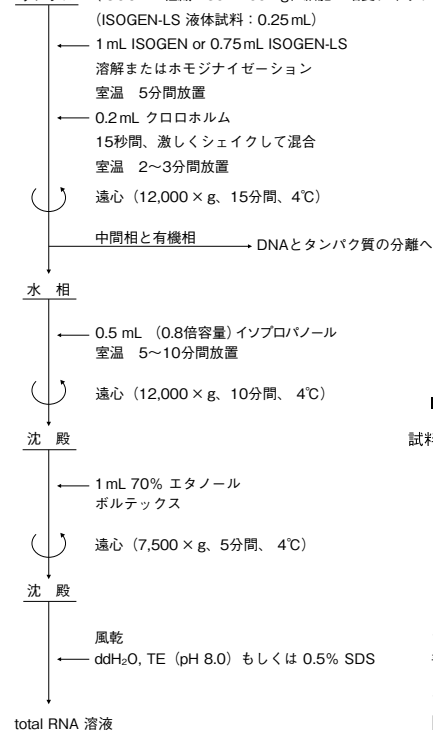 (ISOGEN-LS 液体試料：0.25 mL)
1 mL ISOGEN or 0.75 mL ISOGEN-LS
溶解またはホモジナイゼーション
室温　5分間放置
0.2 mL クロロホルム
15秒間、激しくシェイクして混合
室温　2〜3分間放置
遠心（12,000 × g、15分間、4℃）
中間相と有機相
DNAとタンパク質の分離へ
水　相
0.5 mL （0.8倍容量）イソプロパノール
室温　5〜10分間放置
遠心（12,000 × g、10分間、 4℃）
沈　殿
試料
1 mL 70% エタノール
ボルテックス
遠心（7,500 × g、5分間、 4℃）
沈　殿
風乾
ddH₂O, TE（pH 8.0）もしくは 0.5% SDS
total RNA 溶液